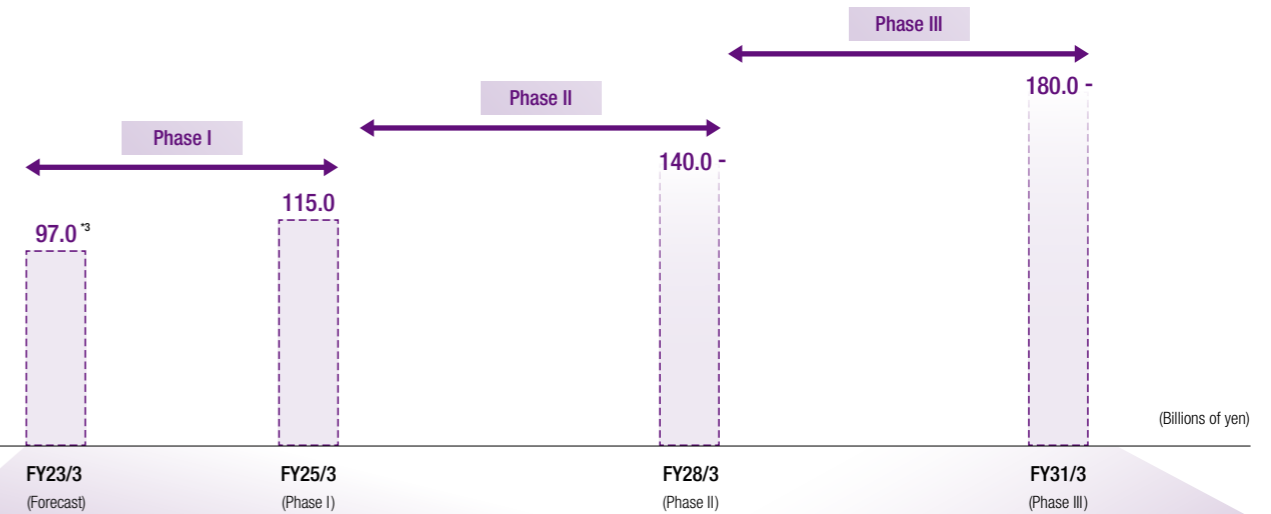 Phase III
180.0 -
Phase II
140.0 -
Phase I
115.0
97.0 *3
(Billions of yen)
FY23/3
(Forecast)
FY25/3
(Phase I)
FY28/3
(Phase II)
FY31/3
(Phase III)